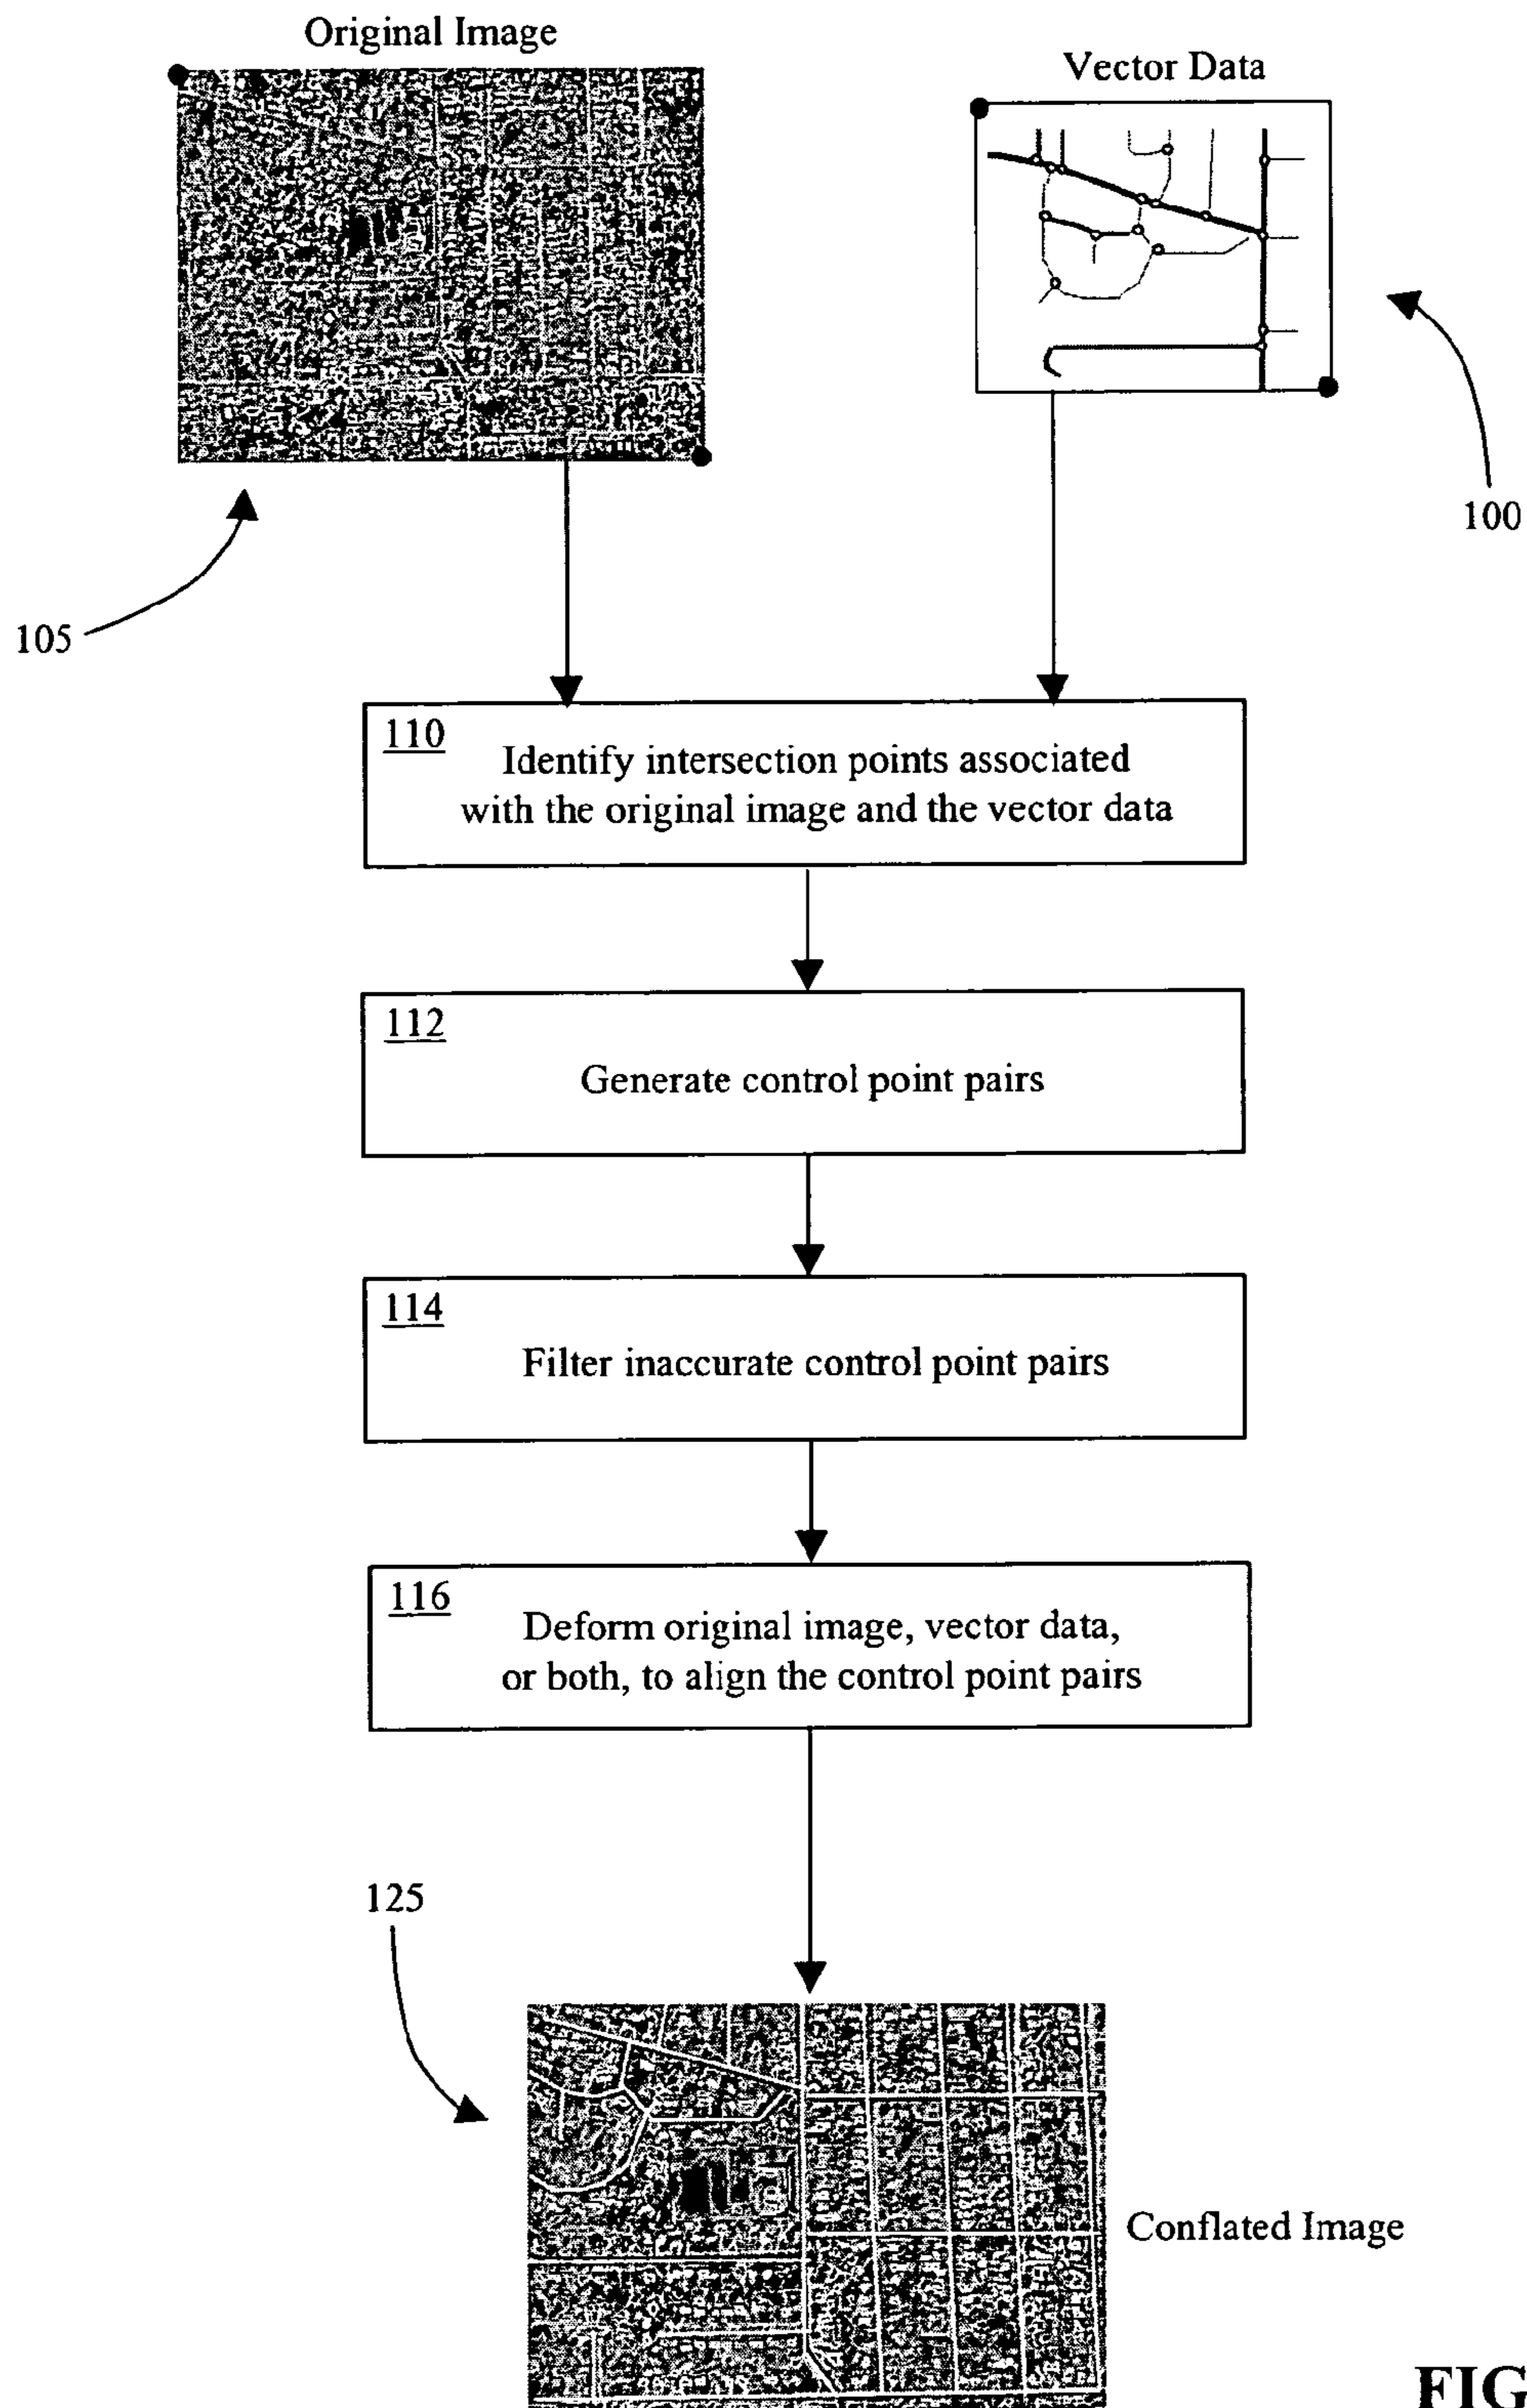 Original Image
Vector Data
100
105
110
Identify intersection points associated
with the original image and the vector data
112
Generate control point pairs
114
Filter inaccurate control point pairs
116
Deform original image, vector data,
or both, to align the control point pairs
125
Conflated Image
FIG